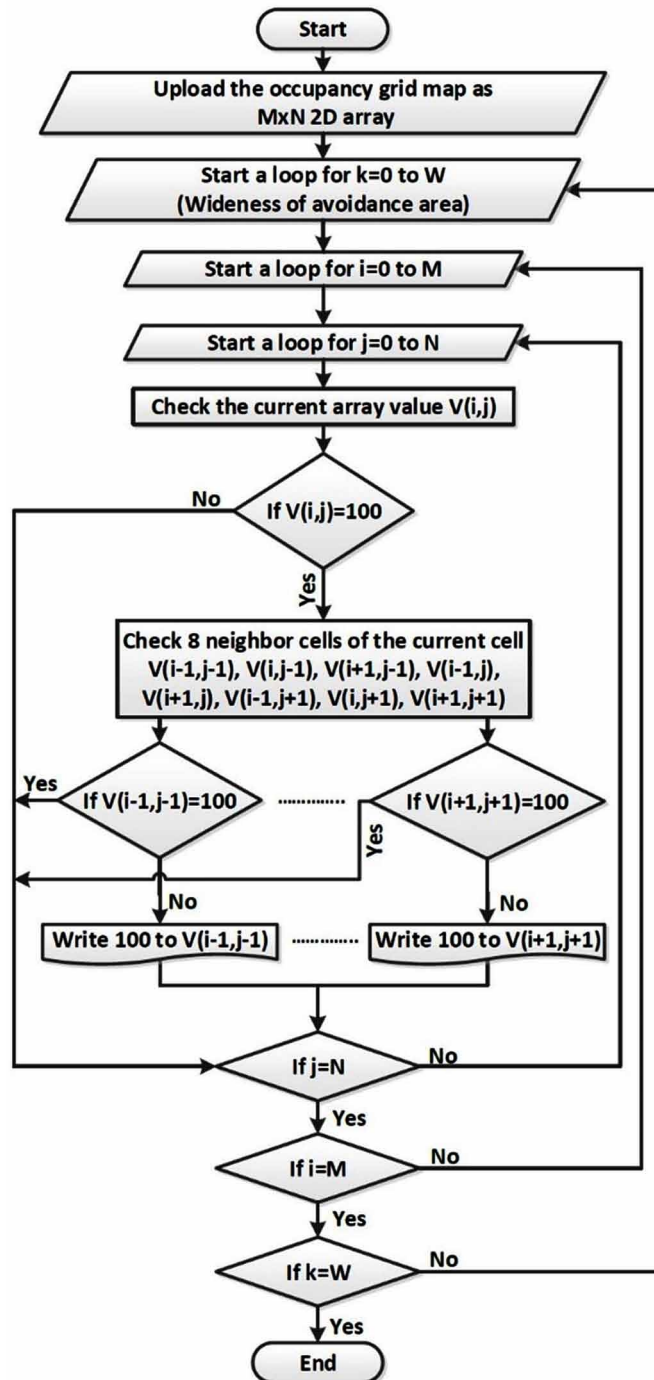 Start
Upload the occupancy grid map as
MxN 2D array
Start a loop for k=0 to W
(Wideness of avoidance area)
Start a loop for i=0 to M
Start a loop for j=0 to N
Check the current array value V(i,j)
No
If V(i,j)=100
Yes
Check 8 neighbor cells of the current cell
V(i-1,j-1), V(i,j-1), V(i+1,j-1), V(i-1,j),
V(i+1,j), V(i-1,j+1), V(i,j+1), V(i+1,j+1)
Yes
If V(i-1,j-1)=100
..............
If V(i+1,j+1)=100
Yes
No
No
Write 100 to V(i-1,j-1)
..............
Write 100 to V(i+1,j+1)
If j=N
No
Yes
If i=M
No
Yes
If k=W
No
Yes
End